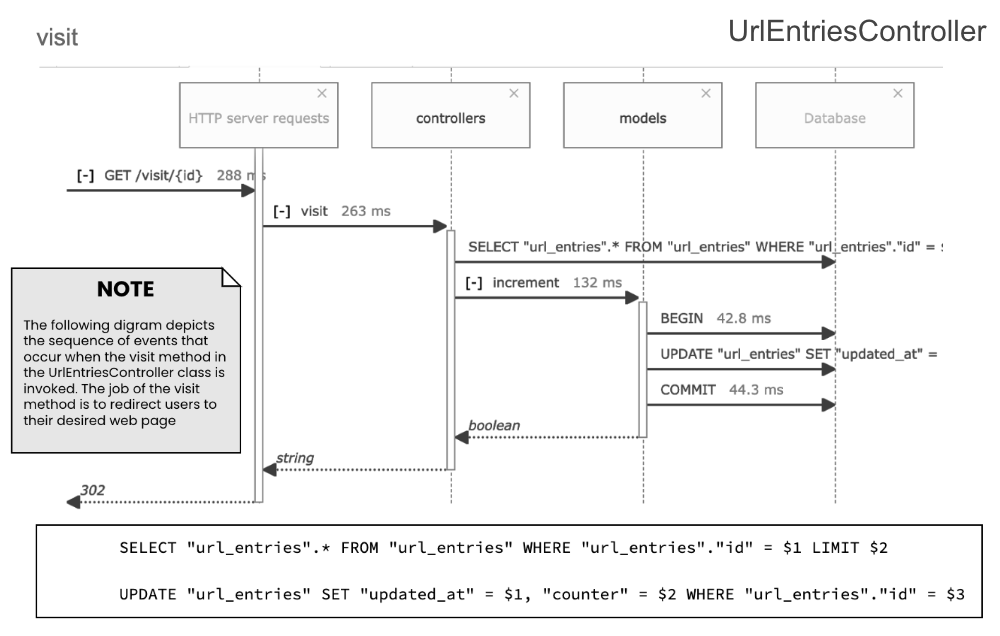 visit
UrlEntriesController
HTTP server requests
controllers
models
Database
[-] GET /visit/{id} 288 ms
[-] visit 263 ms
SELECT "url_entries".* FROM "url_entries" WHERE "url_entries"."id" =
[-] increment 132 ms
NOTE
The following digram depicts
the sequence of events that
occur when the visit method in
the UrlEntriesController class is
invoked. The job of the visit
method is to redirect users to
their desired web page
BEGIN 42.8 ms
UPDATE "url_entries" SET "updated_at" =
COMMIT 44.3 ms
boolean
string
302
SELECT "url_entries".* FROM "url_entries" WHERE "url_entries"."id" = $1 LIMIT $2
UPDATE "url_entries" SET "updated_at" = $1, "counter" = $2 WHERE "url_entries"."id" = $3